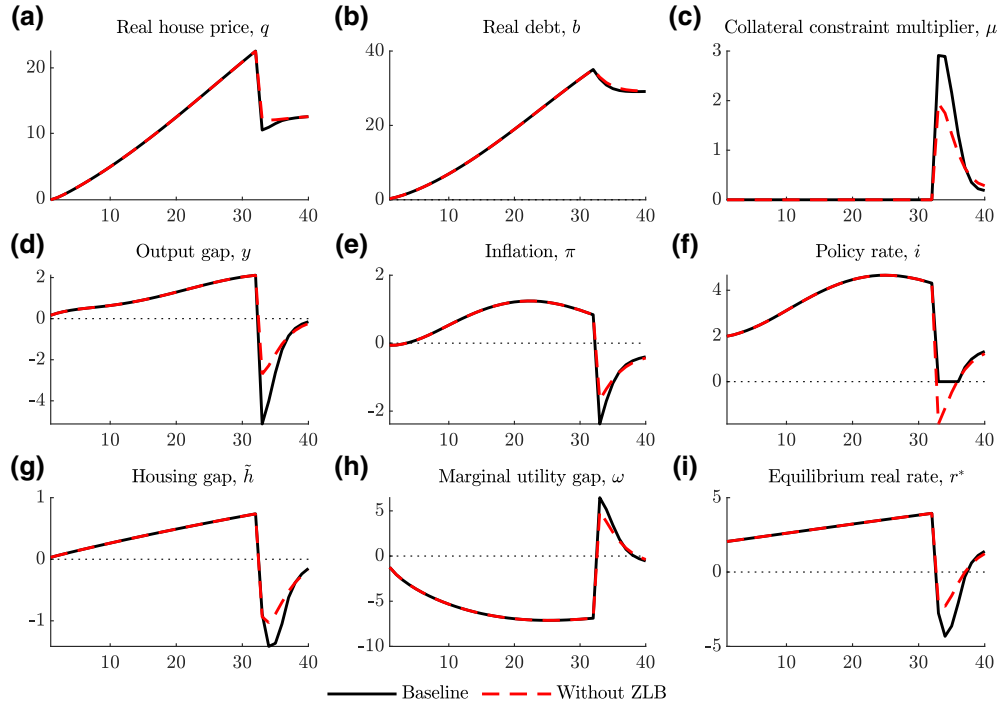 (a) Real house price, q
20
10
0
10 20 30 40
(b) Real debt, b
40
20
0
10 20 30 40
(c) Collateral constraint multiplier, μ
3
2
1
0
10 20 30 40
(d) Output gap, y
2
0
-2
-4
10 20 30 40
(e) Inflation, π
2
0
-2
10 20 30 40
(f) Policy rate, i
4
2
0
10 20 30 40
(g) Housing gap, h̃
1
0
-1
10 20 30 40
(h) Marginal utility gap, ω
5
0
-5
-10
10 20 30 40
(i) Equilibrium real rate, r*
5
0
-5
10 20 30 40
Baseline Without ZLB